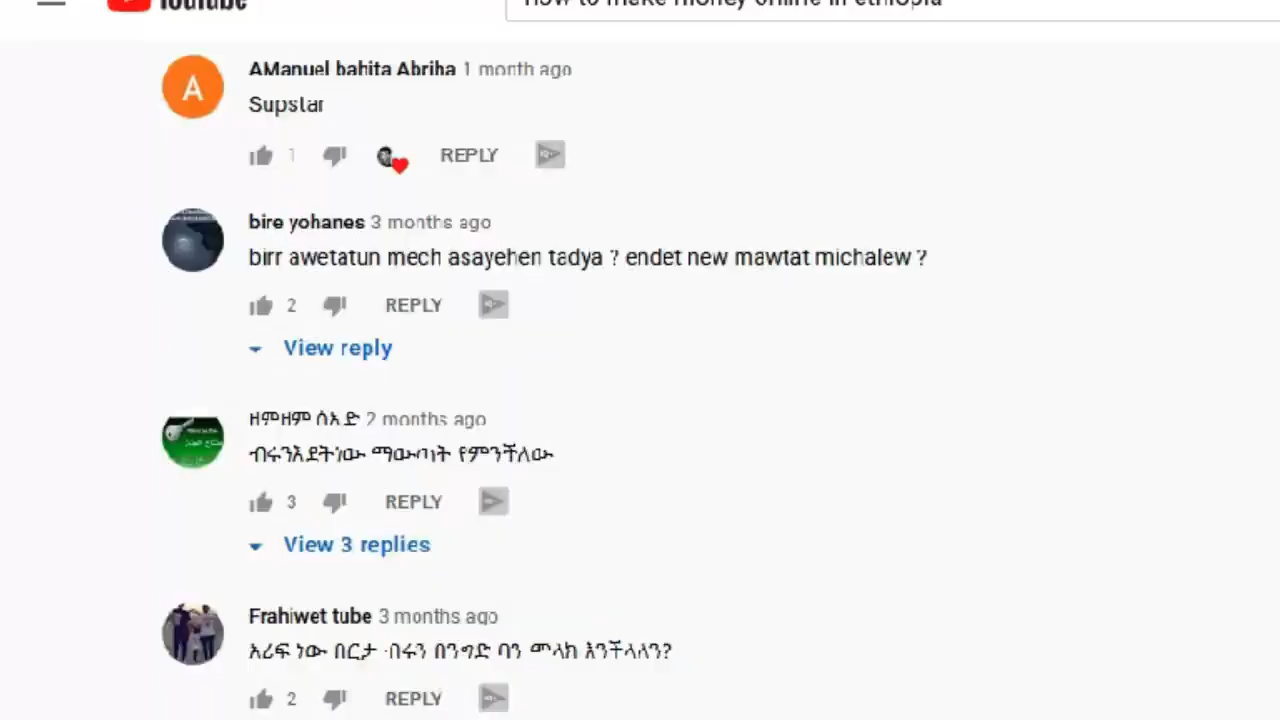 YouTube
how to make money online in ethiopia
AManuel bahita Abriha 1 month ago
Supstar
1 REPLY
bire yohanes 3 months ago
birr awetatun mech asayehen tadya ? endet new mawtat michalew ?
2 REPLY
View reply
ዘምዘም ሰእድ 2 months ago
ብሩንእደትነው ማውጣት የምንችለው
3 REPLY
View 3 replies
Frahiwet tube 3 months ago
አሪፍ ነው በርታ ብሩን በንግድ ባን መላክ እንችላለን?
2 REPLY